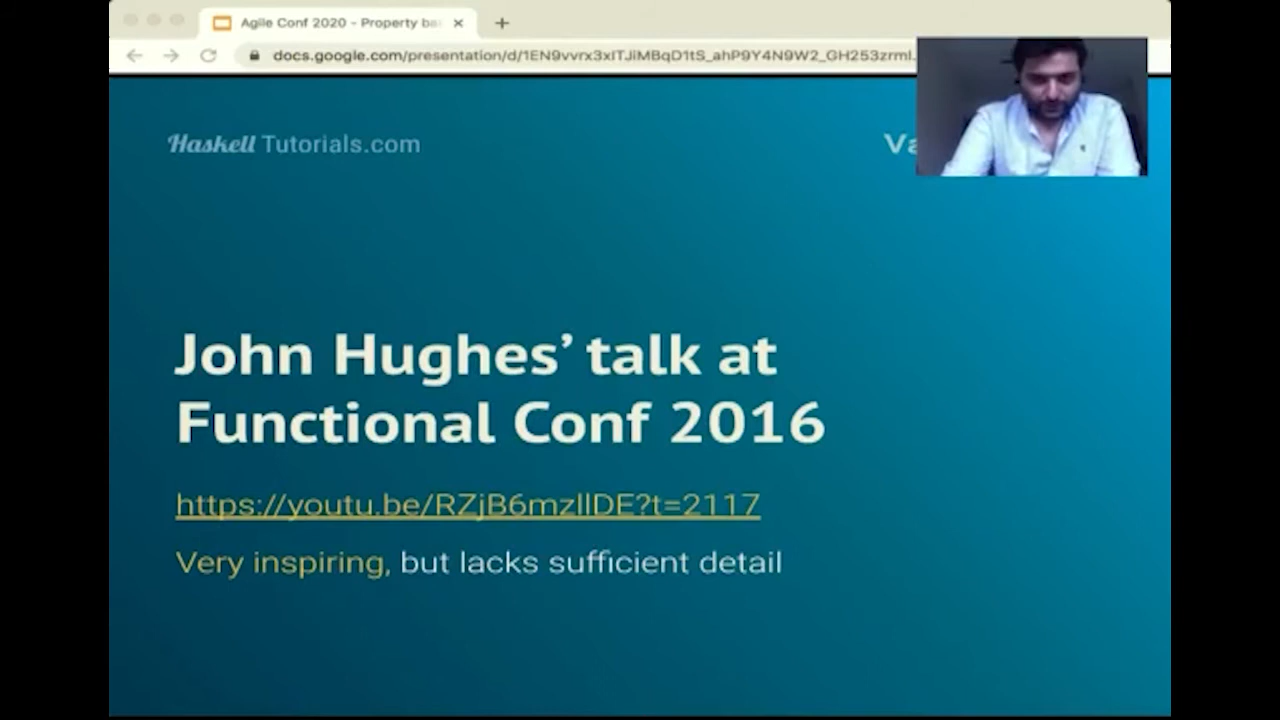 Agile Conf 2020 - Property ba
docs.google.com/presentation/d/1EN9vvrx3xITJiMBqD1tS_ahP9Y4N9W2_GH253zrml.
Haskell Tutorials.com
Va
John Hughes’ talk at
Functional Conf 2016
https://youtu.be/RZjB6mzllDE?t=2117
Very inspiring, but lacks sufficient detail